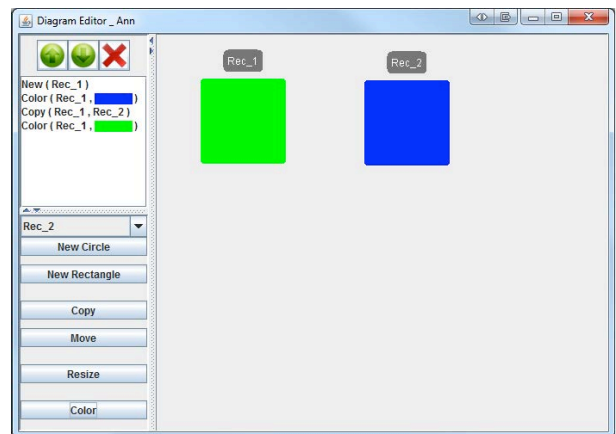 Diagram Editor _ Ann
New ( Rec_1 )
Color ( Rec_1 , )
Copy ( Rec_1 , Rec_2 )
Color ( Rec_1 , )
Rec_2
New Circle
New Rectangle
Copy
Move
Resize
Color
Rec_1
Rec_2